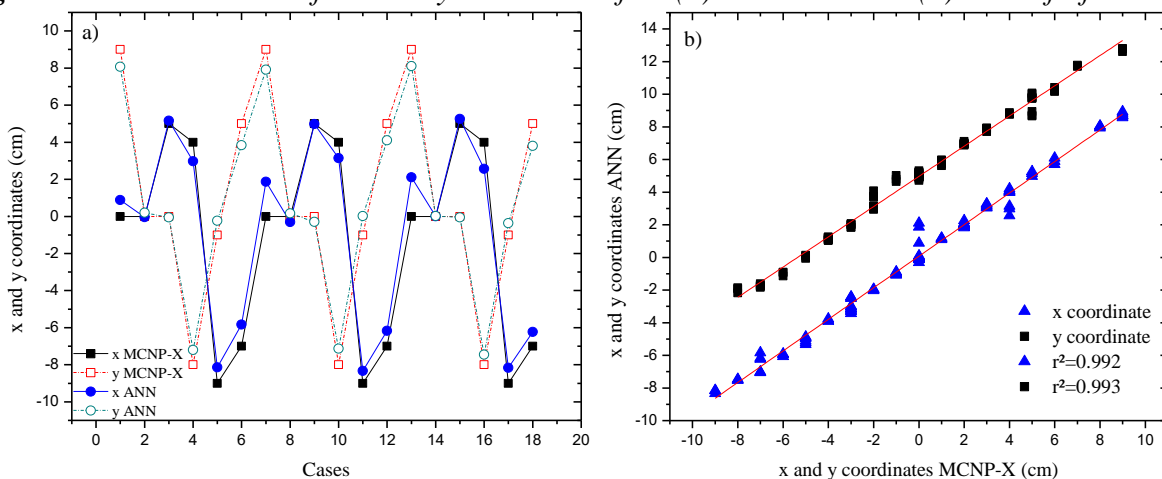 a)
x and y coordinates (cm)
10
8
6
4
2
0
-2
-4
-6
-8
-10
x MCNP-X
y MCNP-X
x ANN
y ANN
0 2 4 6 8 10 12 14 16 18 20
Cases
b)
x and y coordinates ANN (cm)
14
12
10
8
6
4
2
0
-2
-4
-6
-8
-10
x coordinate
y coordinate
r²=0.992
r²=0.993
-10 -8 -6 -4 -2 0 2 4 6 8 10
x and y coordinates MCNP-X (cm)